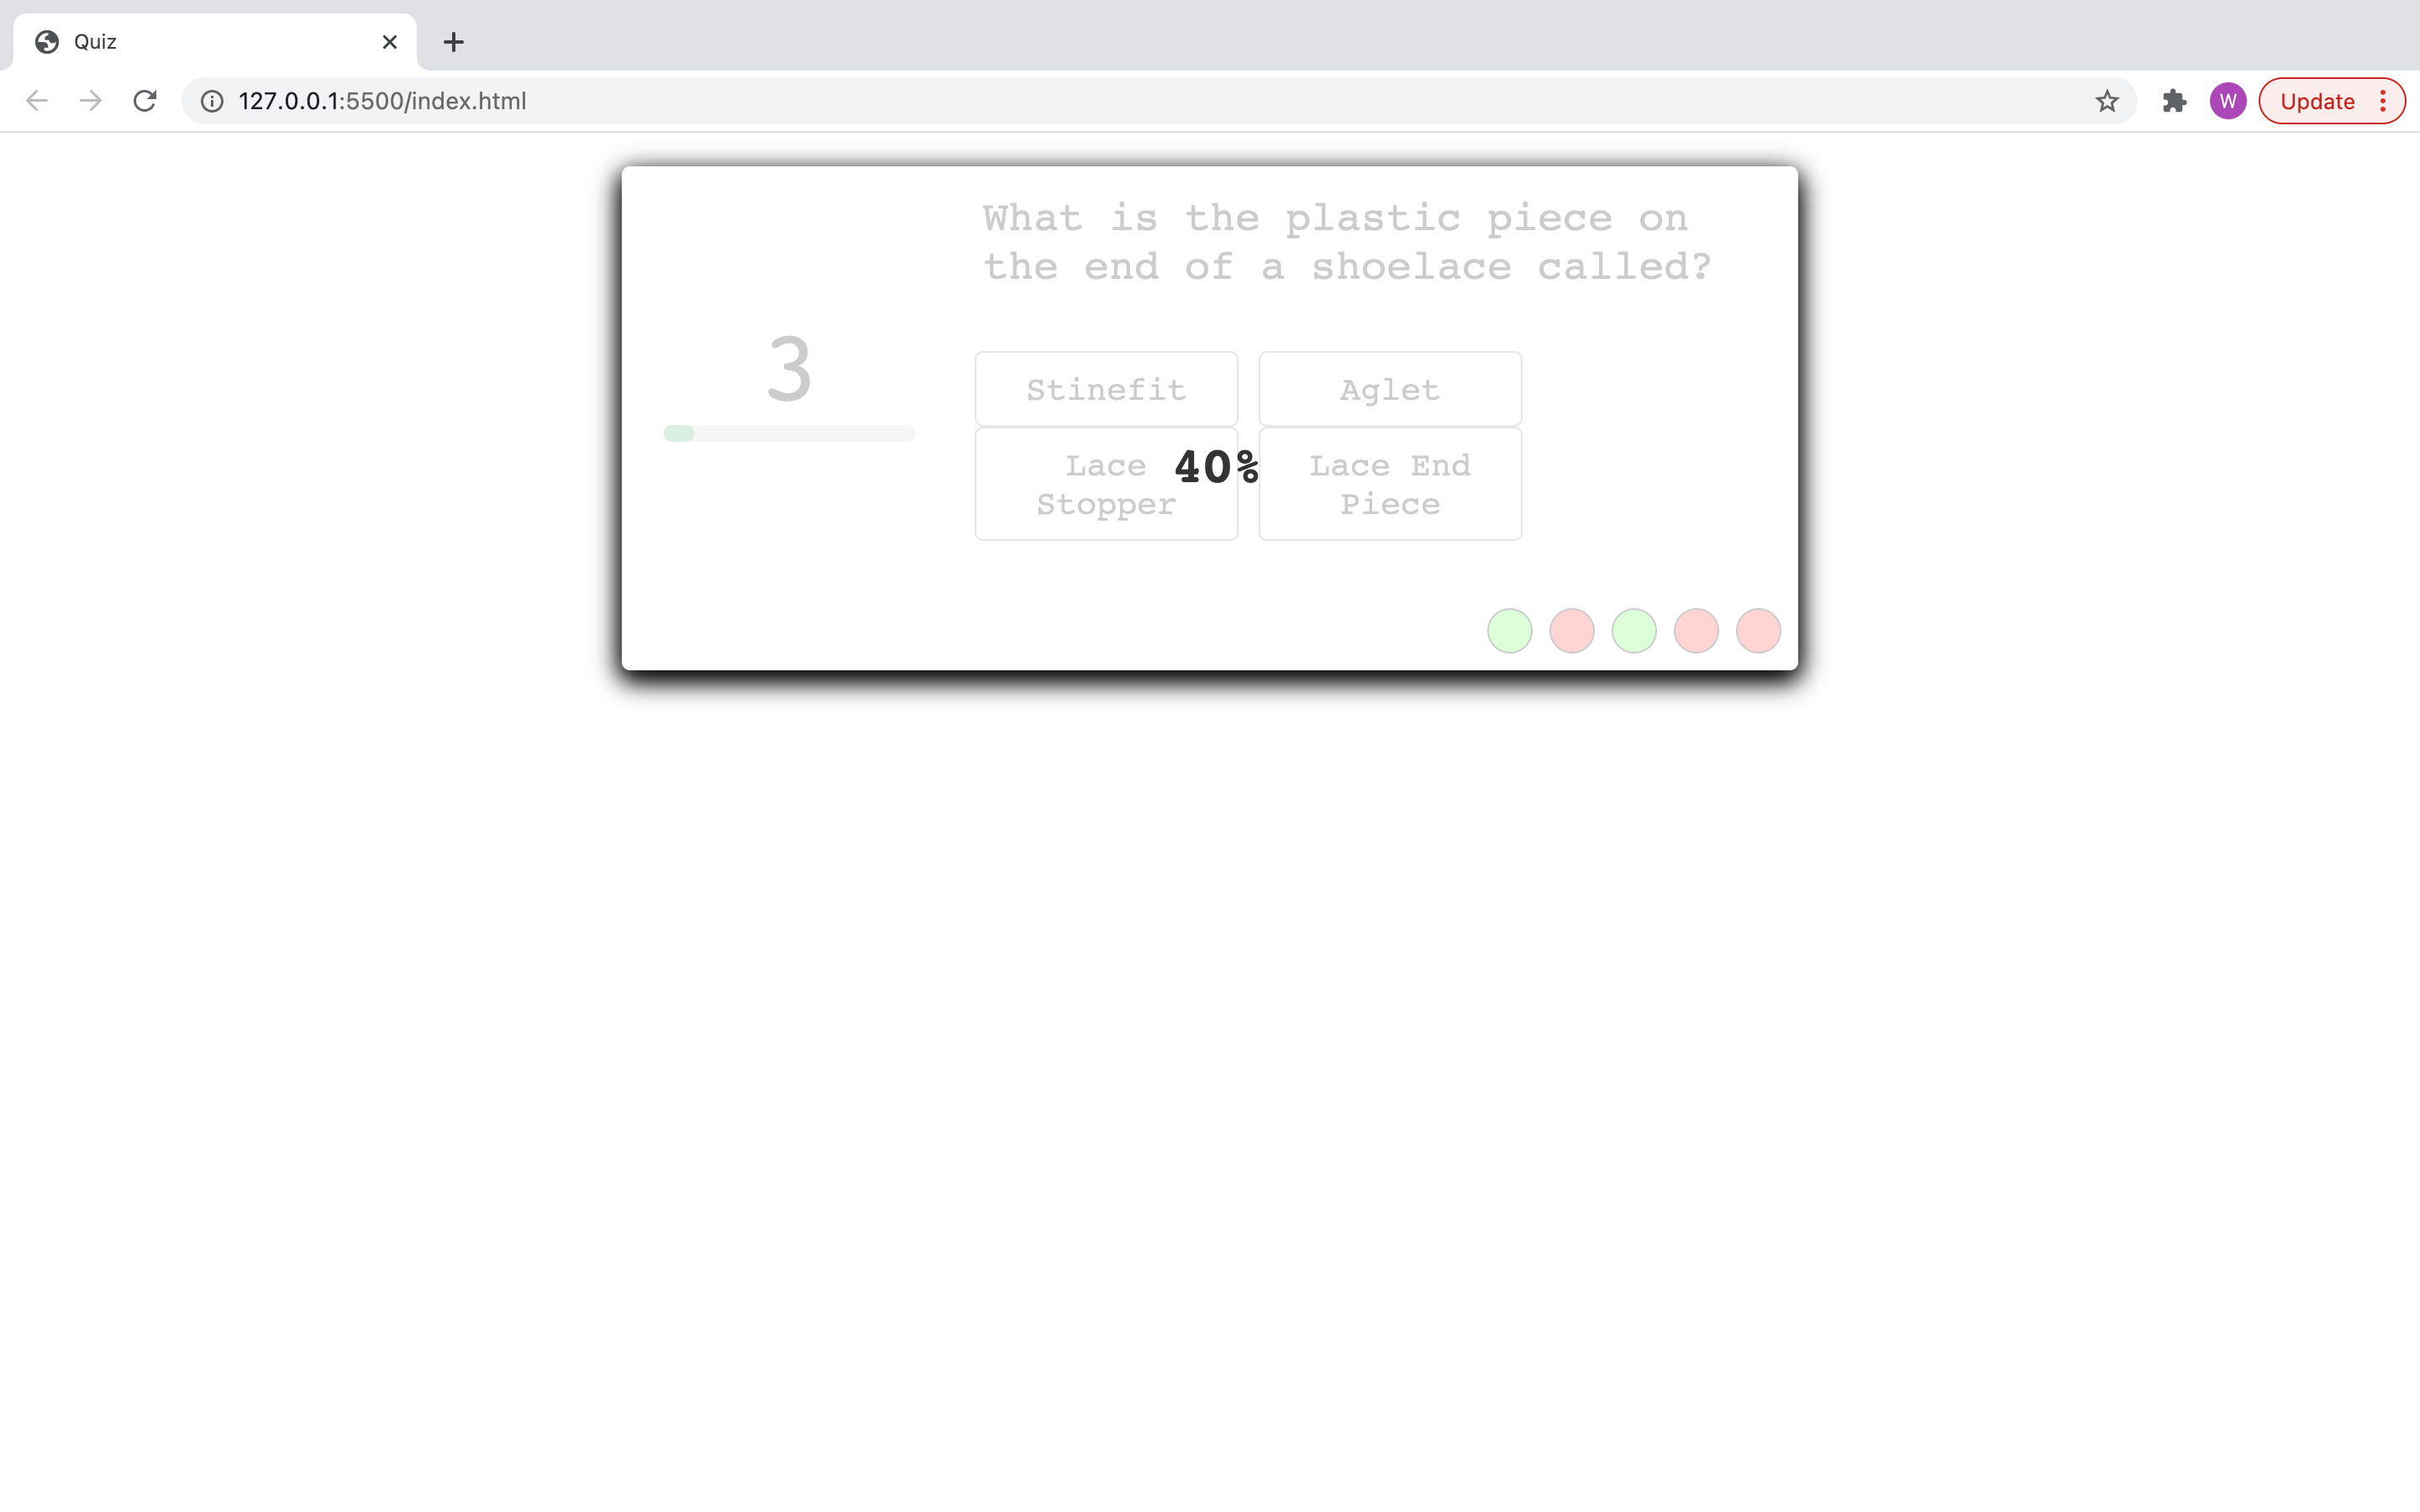 Quiz
127.0.0.1:5500/index.html
W
Update
What is the plastic piece on
the end of a shoelace called?
3
Stinefit
Aglet
Lace
Stopper
40%
Lace End
Piece